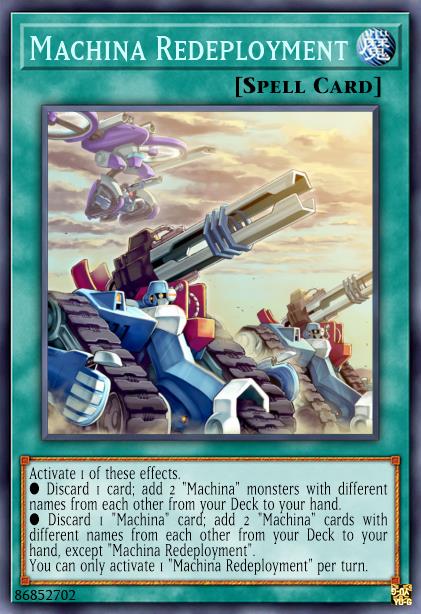 MACHINA REDEPLOYMENT 魔
[SPELL CARD]
Activate 1 of these effects.
● Discard 1 card; add 2 "Machina" monsters with different
names from each other from your Deck to your hand.
● Discard 1 "Machina" card; add 2 "Machina" cards with
different names from each other from your Deck to your
hand, except "Machina Redeployment".
You can only activate 1 "Machina Redeployment" per turn.
86852702